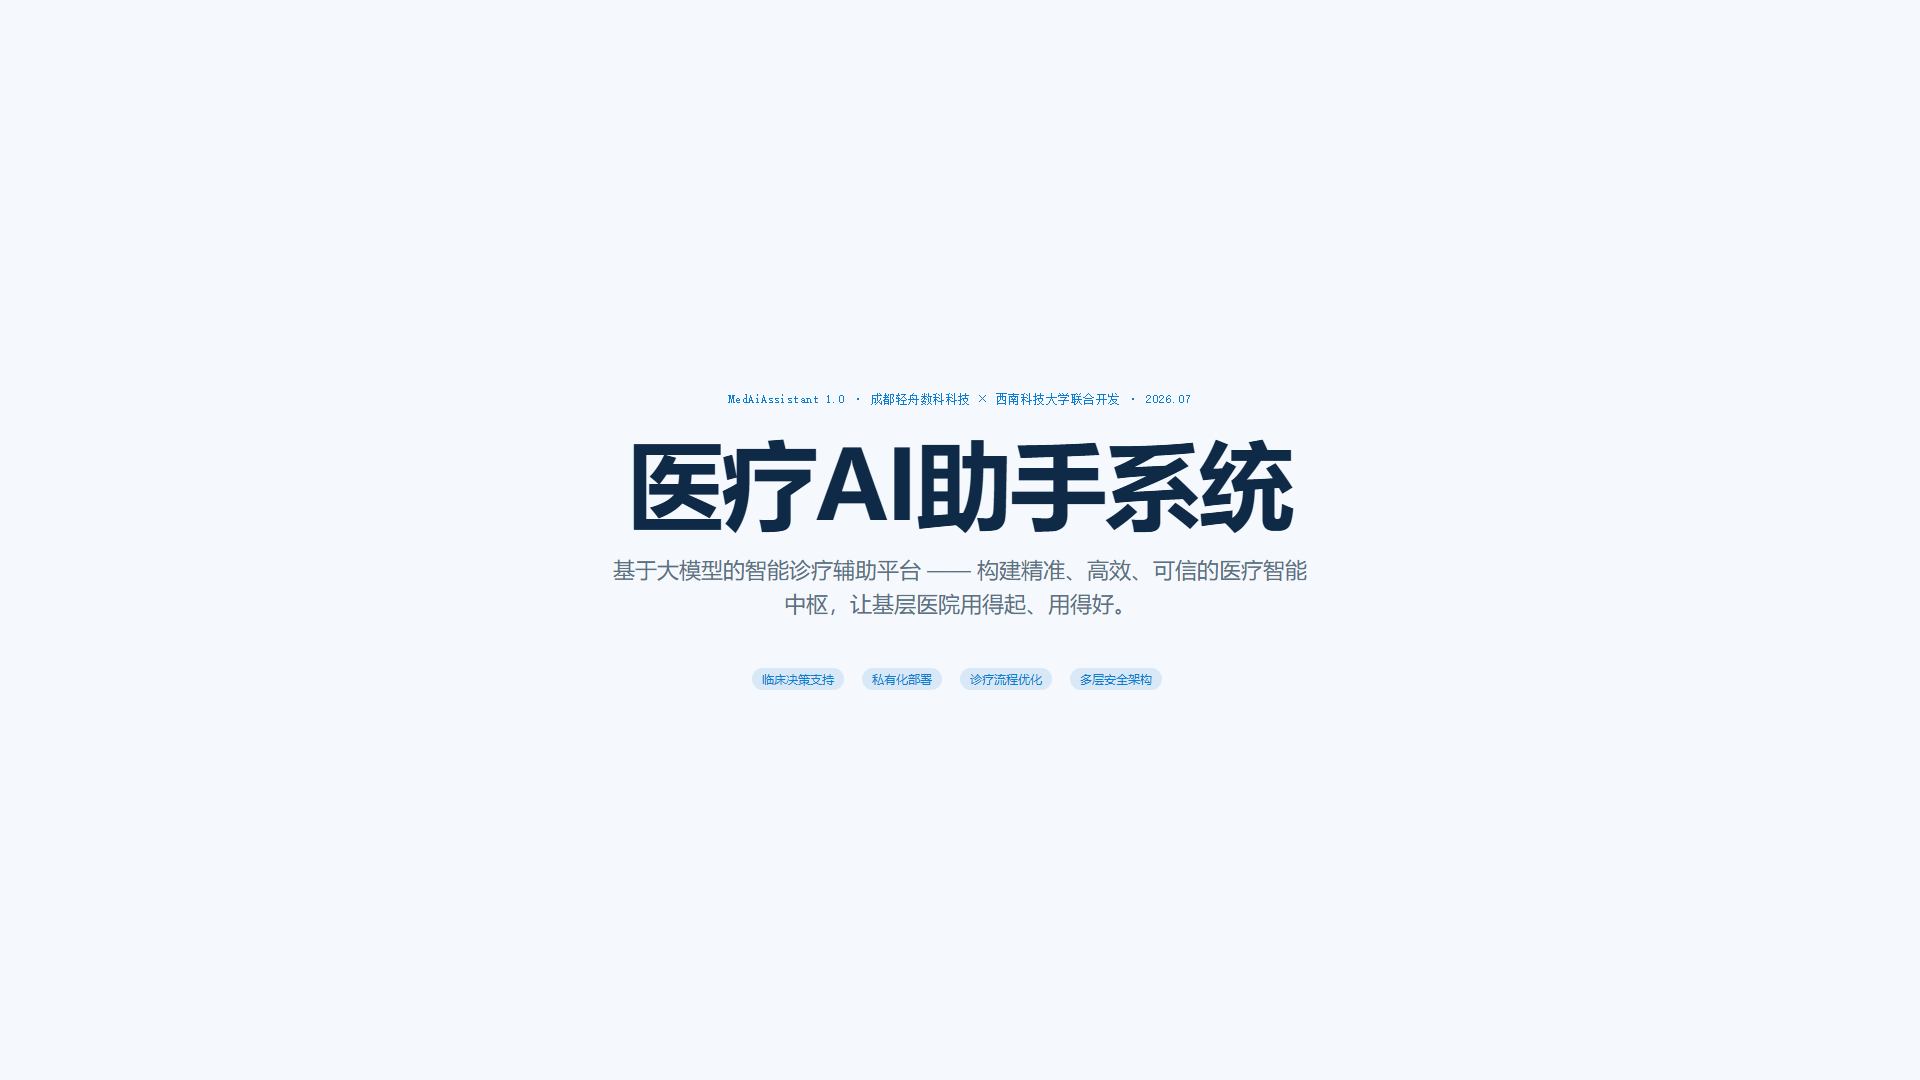 MedAiAssistant 1.0 · 成都轻舟数科科技 × 西南科技大学联合开发 · 2026.07
医疗AI助手系统
基于大模型的智能诊疗辅助平台 —— 构建精准、高效、可信的医疗智能
中枢，让基层医院用得起、用得好。
临床决策支持 私有化部署 诊疗流程优化 多层安全架构